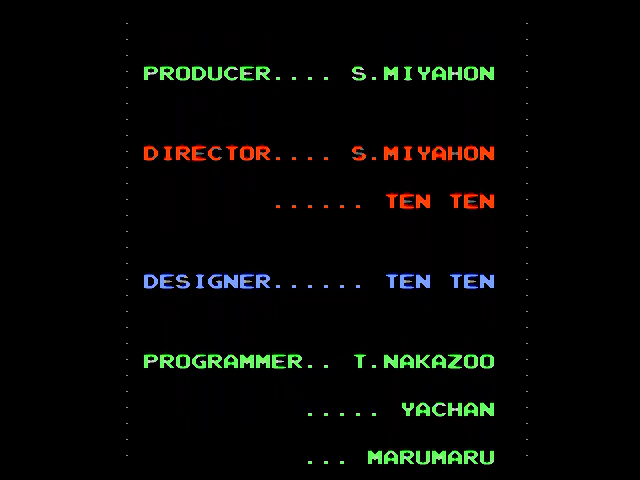 PRODUCER.... S.MIYAHON
DIRECTOR.... S.MIYAHON
...... TEN TEN
DESIGNER...... TEN TEN
PROGRAMMER.. T.NAKAZOO
..... YACHAN
... MARUMARU